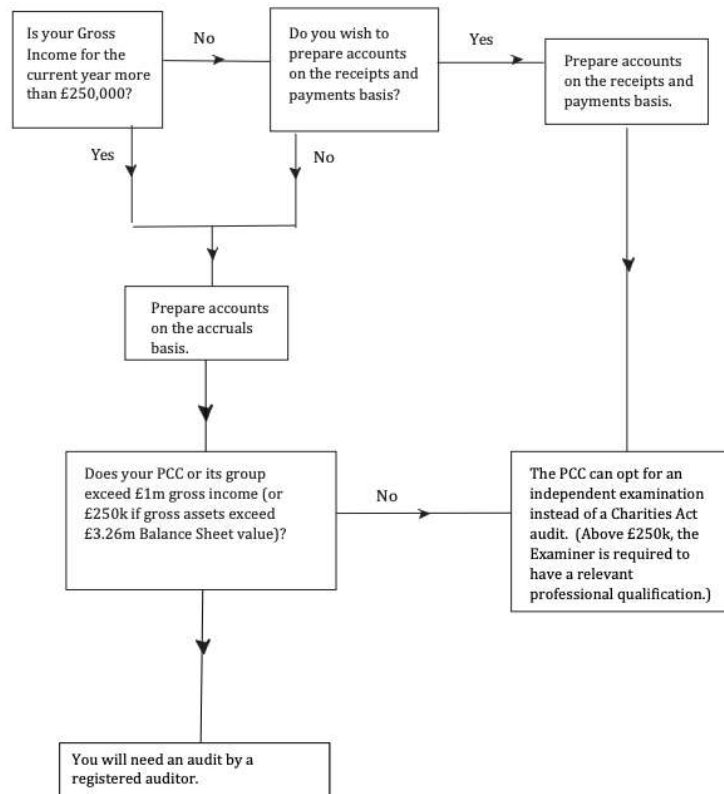 Is your Gross
Income for the
current year more
than £250,000?
No
Do you wish to
prepare accounts
on the receipts and
payments basis?
Yes
Prepare accounts
on the receipts and
payments basis.
Yes
No
Prepare accounts
on the accruals
basis.
Does your PCC or its group
exceed £1m gross income (or
£250k if gross assets exceed
£3.26m Balance Sheet value)?
No
The PCC can opt for an
independent examination
instead of a Charities Act
audit. (Above £250k, the
Examiner is required to
have a relevant
professional qualification.)
You will need an audit by a
registered auditor.